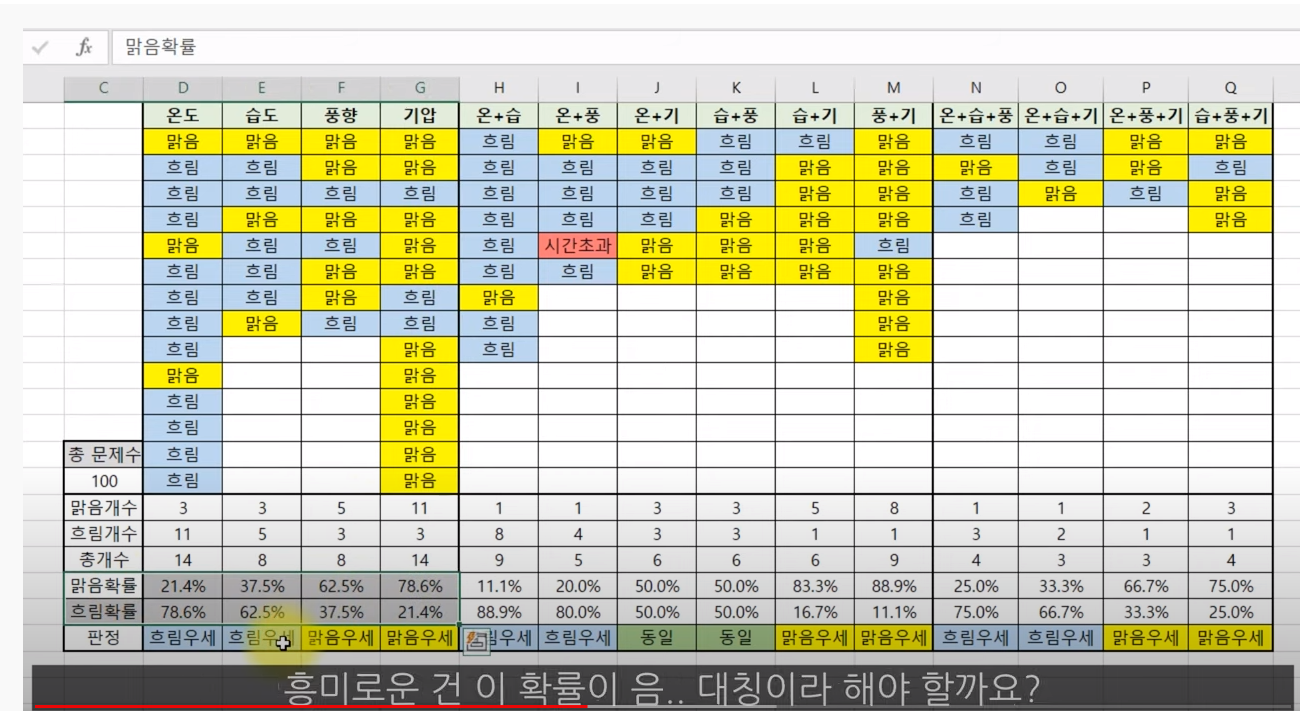 fx 맑음확률
C D E F G H I J K L M N O P Q
온도 습도 풍향 기압 온+습 온+풍 온+기 습+풍 습+기 풍+기 온+습+풍 온+습+기 온+풍+기 습+풍+기
맑음 맑음 맑음 맑음 흐림 맑음 맑음 흐림 흐림 맑음 흐림 흐림 맑음 맑음
흐림 흐림 맑음 맑음 흐림 흐림 흐림 흐림 맑음 맑음 맑음 흐림 맑음 흐림
흐림 흐림 흐림 흐림 흐림 흐림 흐림 흐림 맑음 맑음 흐림 맑음 흐림 맑음
흐림 맑음 맑음 맑음 흐림 흐림 흐림 맑음 맑음 맑음 흐림 맑음
맑음 흐림 흐림 맑음 흐림 시간초과 맑음 맑음 맑음 흐림
흐림 흐림 맑음 맑음 흐림 흐림 맑음 맑음 맑음 맑음
흐림 흐림 맑음 흐림 맑음 맑음
흐림 맑음 흐림 흐림 흐림 맑음
흐림 맑음 흐림 맑음
맑음 맑음
흐림 맑음
흐림 맑음
총 문제수 흐림 맑음
100 흐림 맑음
맑음개수 3 3 5 11 1 1 3 3 5 8 1 1 2 3
흐림개수 11 5 3 3 8 4 3 3 1 1 3 2 1 1
총개수 14 8 8 14 9 5 6 6 6 9 4 3 3 4
맑음확률 21.4% 37.5% 62.5% 78.6% 11.1% 20.0% 50.0% 50.0% 83.3% 88.9% 25.0% 33.3% 66.7% 75.0%
흐림확률 78.6% 62.5% 37.5% 21.4% 88.9% 80.0% 50.0% 50.0% 16.7% 11.1% 75.0% 66.7% 33.3% 25.0%
판정 흐림우세 흐림우세 맑음우세 맑음우세 림우세 흐림우세 동일 동일 맑음우세 맑음우세 흐림우세 흐림우세 맑음우세 맑음우세
흥미로운 건 이 확률이 음.. 대칭이라 해야 할까요?